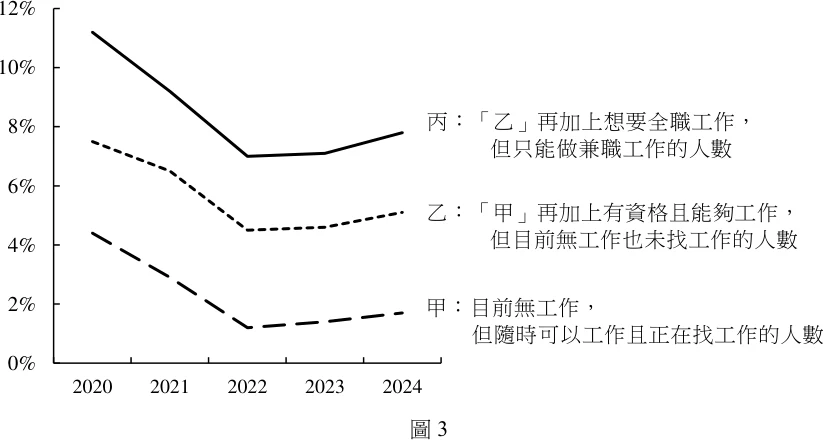 12%
10%
8%
6%
4%
2%
0%
2020 2021 2022 2023 2024
丙：「乙」再加上想要全職工作，
但只能做兼職工作的人數
乙：「甲」再加上有資格且能夠工作，
但目前無工作也未找工作的人數
甲：目前無工作，
但隨時可以工作且正在找工作的人數
圖 3